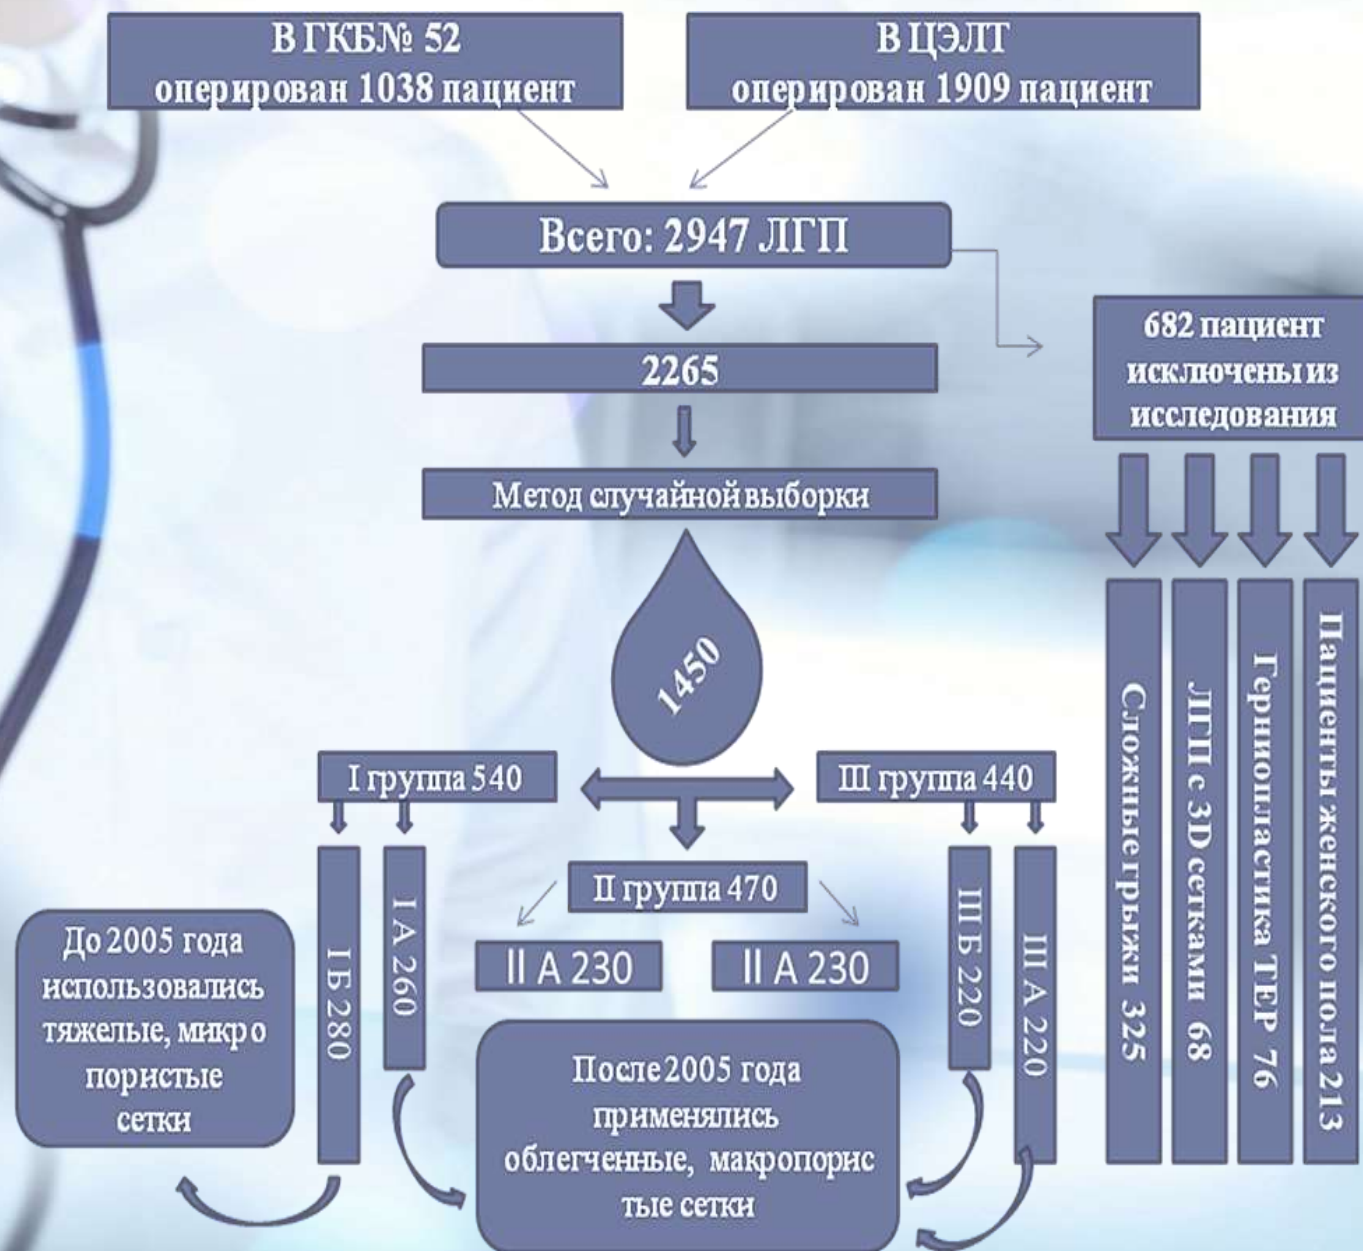 В ГКБ№ 52
оперирован 1038 пациент
В ЦЭЛТ
оперирован 1909 пациент
Всего: 2947 ЛГП
2265
682 пациент
исключены из
исследования
Метод случайной выборки
1450
Сложные грыжи 325
ЛГП с 3D сетками 68
Герниопластика ТЕР 76
Пациенты женского пола 213
I группа 540
III группа 440
II группа 470
I Б 280
I А 260
II А 230
II А 230
III Б 220
III А 220
До 2005 года
использовались
тяжелые, микро
пористые
сетки
После 2005 года
применялись
облегченные, макропорис
тые сетки